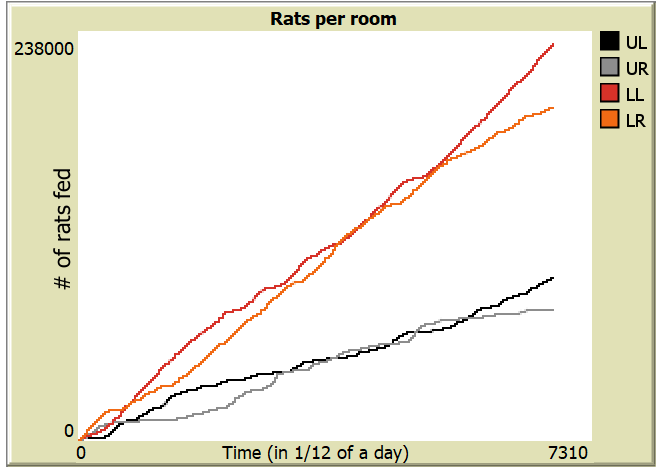 Rats per room
238000
# of rats fed
0
0
Time (in 1/12 of a day)
7310
UL
UR
LL
LR